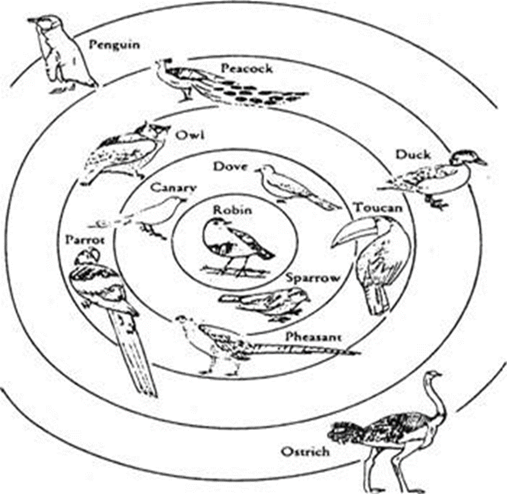 Penguin
Peacock
Owl
Duck
Dove
Canary
Robin
Toucan
Parrot
Sparrow
Pheasant
Ostrich